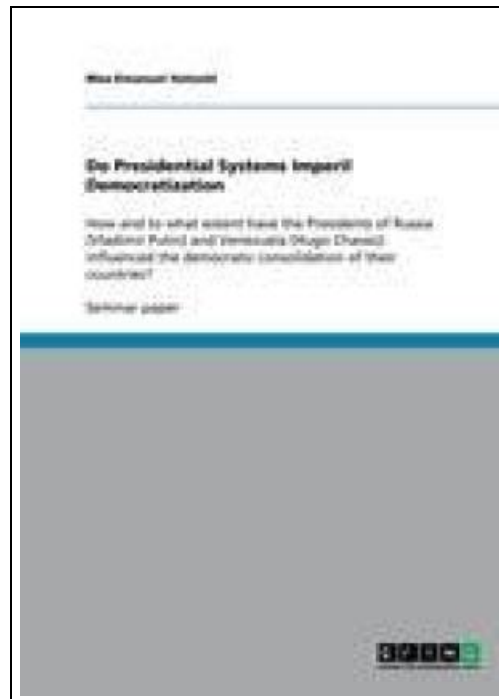 Do Presidential Systems Imperil
Democratization
How and to what extent have the Presidents of Russia
(Vladimir Putin) and Venezuela (Hugo Chavez)
influenced the democratic consolidation of their
countries?
Seminar paper